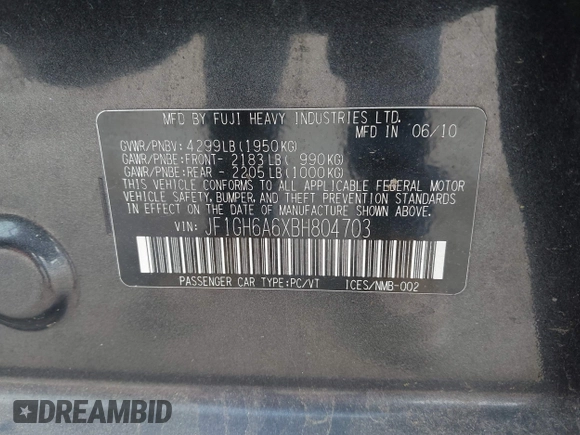 MFD BY FUJI HEAVY INDUSTRIES LTD.
MFD IN '06/10
GVWR/PNBV: 4299LB(1950KG)
GAWR/PNBE:FRONT- 2183LB( 990KG)
GAWR/PNBE:REAR - 2205LB(1000KG)
THIS VEHICLE CONFORMS TO ALL APPLICABLE FEDERAL MOTOR
VEHICLE SAFETY, BUMPER, AND THEFT PREVENTION STANDARDS
IN EFFECT ON THE DATE OF MANUFACTURE SHOWN ABOVE.
VIN: JF1GH6A6XBH804703
PASSENGER CAR TYPE:PC/VT ICES/NMB-002
DREAMBID